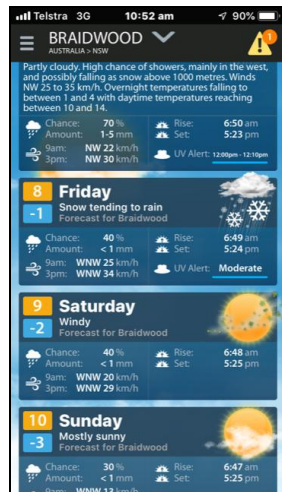 Telstra 3G 10:52 am 90%
BRAIDWOOD
AUSTRALIA > NSW
1
Partly cloudy. High chance of showers, mainly in the west,
and possibly falling as snow above 1000 metres. Winds
NW 25 to 35 km/h. Overnight temperatures falling to
between 1 and 4 with daytime temperatures reaching
between 10 and 14.
Chance: 70% Rise: 6:50 am
Amount: 1-5 mm Set: 5:23 pm
9am: NW 22 km/h
3pm: NW 30 km/h UV Alert: 12:00pm - 12:10pm
8 Friday
-1 Snow tending to rain
Forecast for Braidwood
Chance: 40% Rise: 6:49 am
Amount: < 1 mm Set: 5:24 pm
9am: WNW 25 km/h
3pm: WNW 34 km/h UV Alert: Moderate
9 Saturday
-2 Windy
Forecast for Braidwood
Chance: 40% Rise: 6:48 am
Amount: < 1 mm Set: 5:25 pm
9am: WNW 20 km/h
3pm: WNW 29 km/h
10 Sunday
-3 Mostly sunny
Forecast for Braidwood
Chance: 30% Rise: 6:47 am
Amount: < 1 mm Set: 5:25 pm
9am: WNW 13 km/h